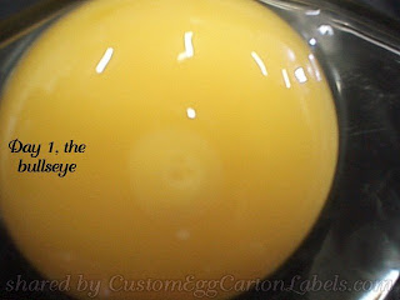 Day 1, the
bullseye
shared by CustomEggCartonLabels.com